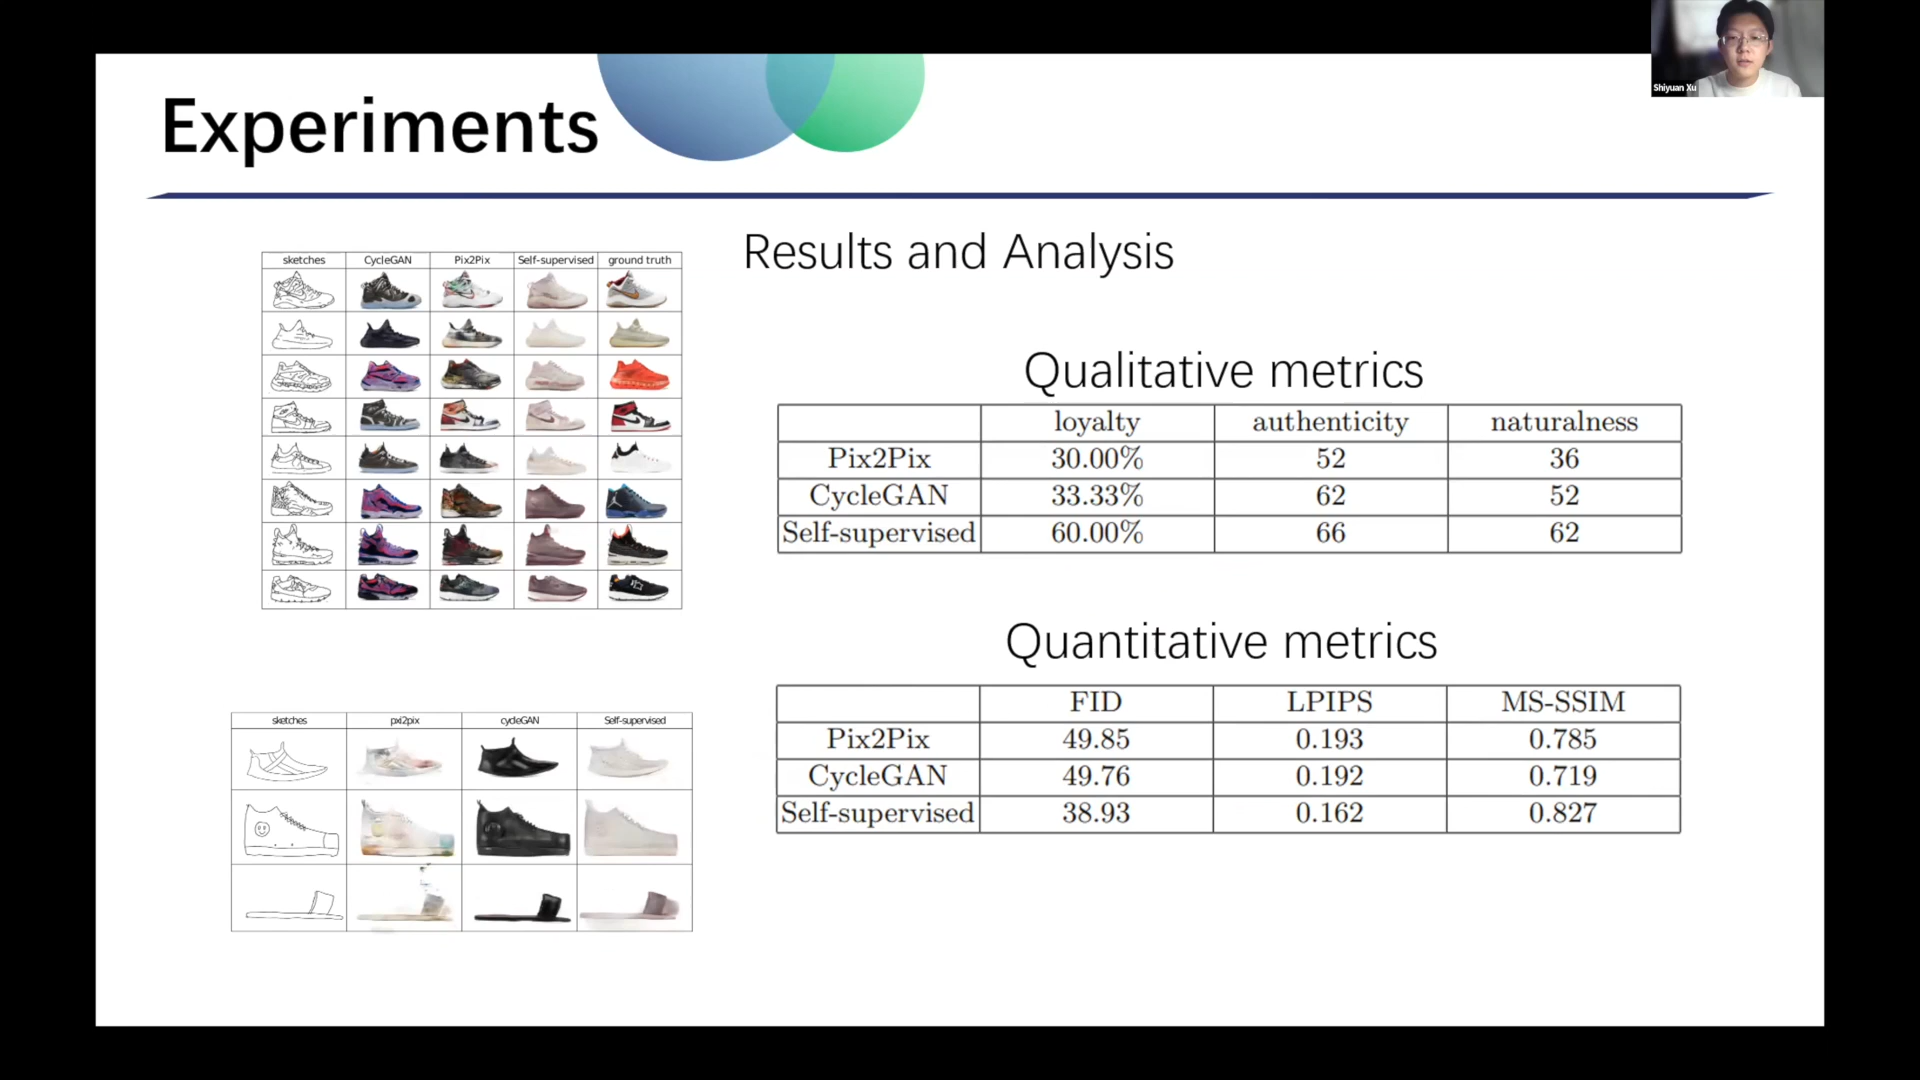 Shiyuan Xu
Experiments
Results and Analysis
sketches CycleGAN Pix2Pix Self-supervised ground truth
Qualitative metrics
loyalty authenticity naturalness
Pix2Pix 30.00% 52 36
CycleGAN 33.33% 62 52
Self-supervised 60.00% 66 62
Quantitative metrics
FID LPIPS MS-SSIM
Pix2Pix 49.85 0.193 0.785
CycleGAN 49.76 0.192 0.719
Self-supervised 38.93 0.162 0.827
sketches pxi2pix cycleGAN Self-supervised